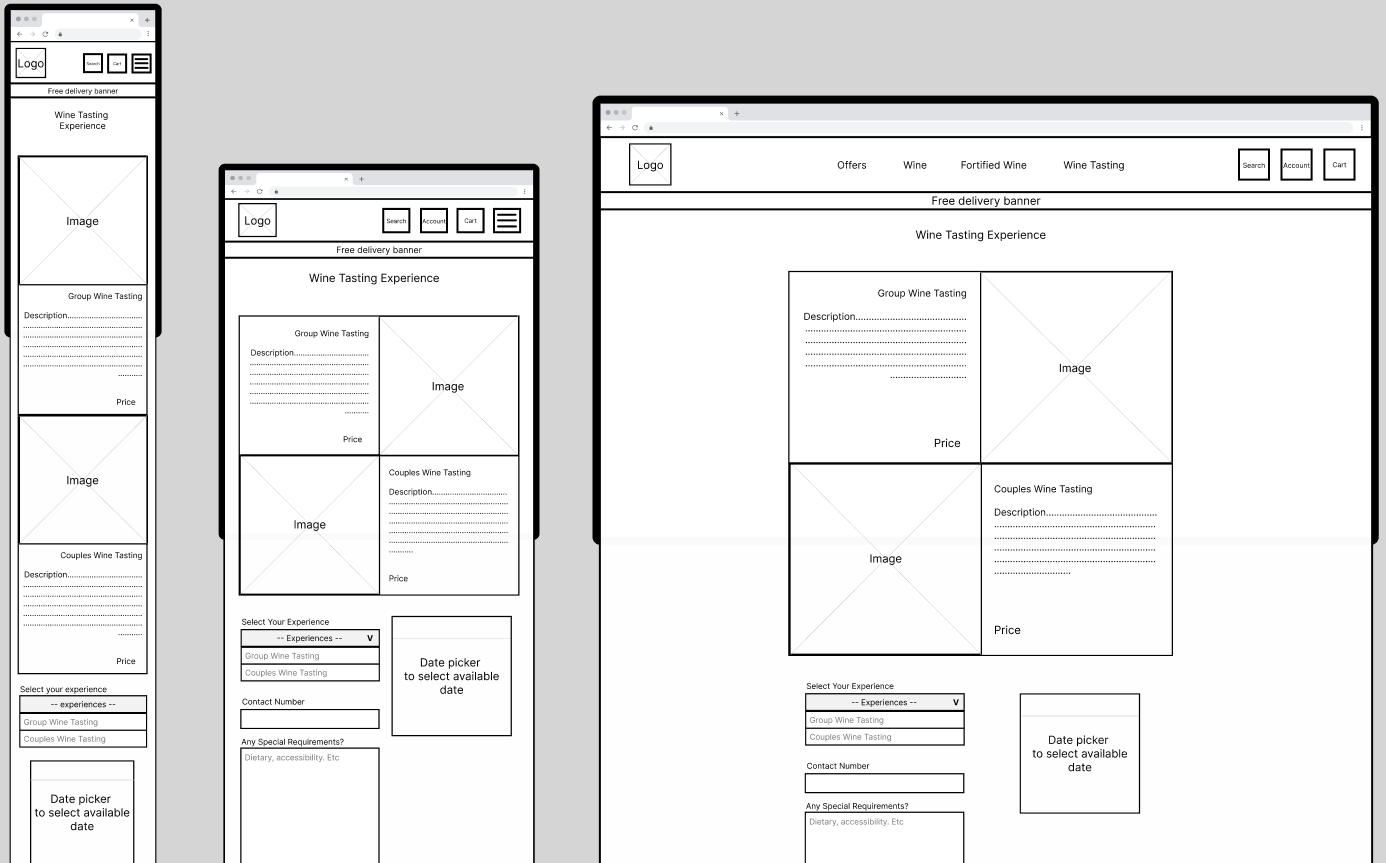 Logo
Search
Cart
Free delivery banner
Wine Tasting
Experience
Image
Group Wine Tasting
Description
Price
Image
Couples Wine Tasting
Description
Price
Select your experience
-- experiences --
Group Wine Tasting
Couples Wine Tasting
Date picker
to select available
date
Logo
Search
Account
Cart
Free delivery banner
Wine Tasting Experience
Group Wine Tasting
Description
Price
Image
Image
Couples Wine Tasting
Description
Price
Select Your Experience
-- Experiences -- V
Group Wine Tasting
Couples Wine Tasting
Contact Number
Any Special Requirements?
Dietary, accessibility. Etc
Date picker
to select available
date
Logo
Offers
Wine
Fortified Wine
Wine Tasting
Search
Account
Cart
Free delivery banner
Wine Tasting Experience
Group Wine Tasting
Description
Price
Image
Image
Couples Wine Tasting
Description
Price
Select Your Experience
-- Experiences -- V
Group Wine Tasting
Couples Wine Tasting
Contact Number
Any Special Requirements?
Dietary, accessibility. Etc
Date picker
to select available
date